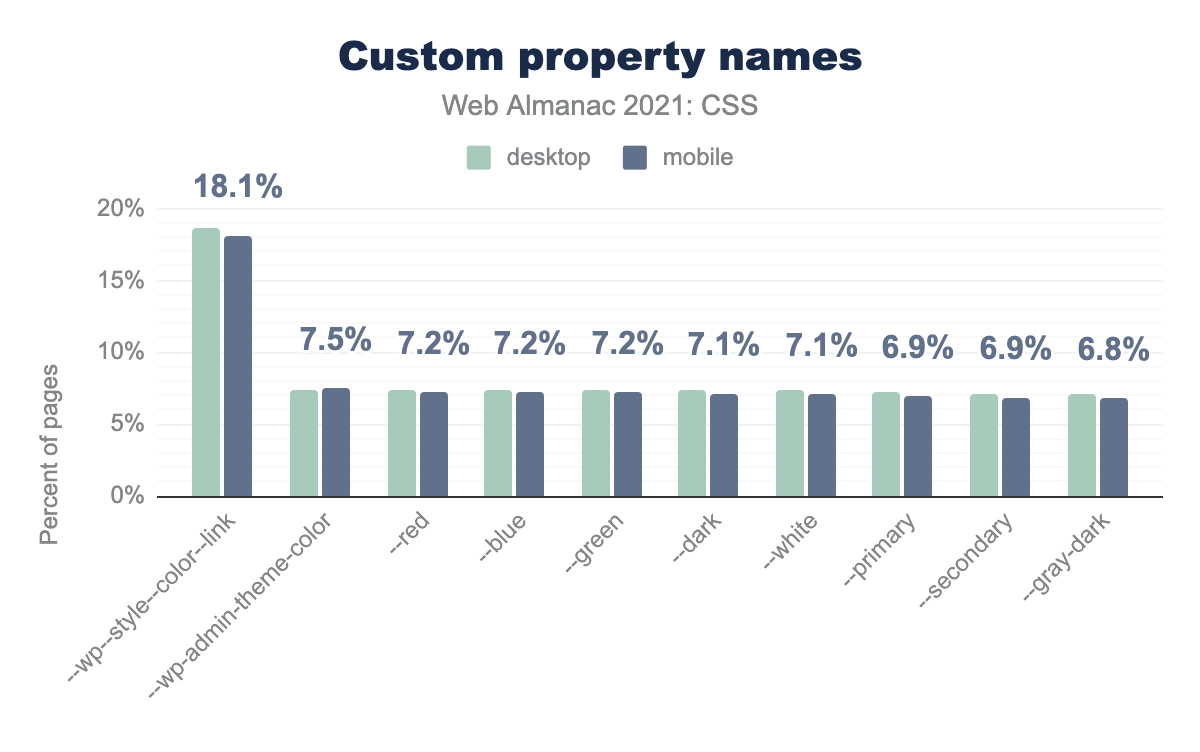 Custom property names
Web Almanac 2021: CSS
desktop mobile
18.1%
20%
15%
10%
5%
0%
Percent of pages
7.5% 7.2% 7.2% 7.2% 7.1% 7.1% 6.9% 6.9% 6.8%
--wp--style--color--link
--wp-admin-theme-color
--red
--blue
--green
--dark
--white
--primary
--secondary
--gray-dark